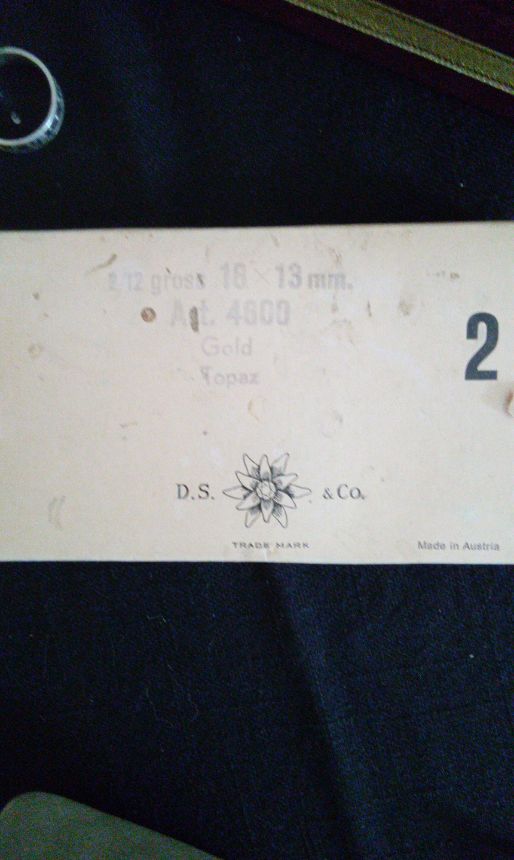 2/12 gross 18 × 13 mm.
Art. 4600
Gold
Topaz
2
D.S. & Co.
TRADE MARK
Made in Austria